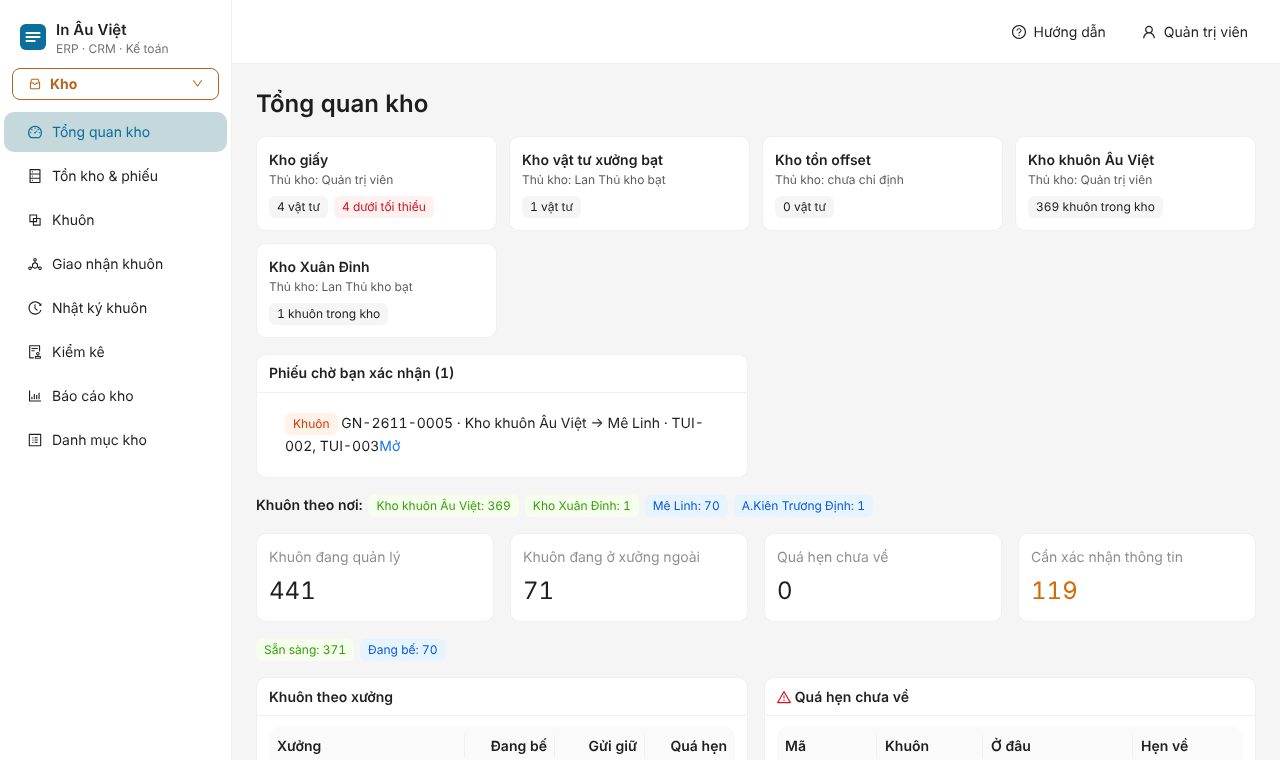 In Âu Việt
ERP · CRM · Kế toán
Kho
Tổng quan kho
Tồn kho & phiếu
Khuôn
Giao nhận khuôn
Nhật ký khuôn
Kiểm kê
Báo cáo kho
Danh mục kho
Hướng dẫn
Quản trị viên
Tổng quan kho
Kho giấy
Thủ kho: Quản trị viên
4 vật tư
4 dưới tối thiểu
Kho vật tư xưởng bạt
Thủ kho: Lan Thủ kho bạt
1 vật tư
Kho tồn offset
Thủ kho: chưa chỉ định
0 vật tư
Kho khuôn Âu Việt
Thủ kho: Quản trị viên
369 khuôn trong kho
Kho Xuân Đỉnh
Thủ kho: Lan Thủ kho bạt
1 khuôn trong kho
Phiếu chờ bạn xác nhận (1)
Khuôn GN-2611-0005 · Kho khuôn Âu Việt → Mê Linh · TUI-
002, TUI-003Mở
Khuôn theo nơi: Kho khuôn Âu Việt: 369 Kho Xuân Đỉnh: 1 Mê Linh: 70 A.Kiên Trương Định: 1
Khuôn đang quản lý
441
Khuôn đang ở xưởng ngoài
71
Quá hẹn chưa về
0
Cần xác nhận thông tin
119
Sẵn sàng: 371 Đang bế: 70
Khuôn theo xưởng
Xưởng Đang bế Gửi giữ Quá hẹn
Quá hẹn chưa về
Mã Khuôn Ở đâu Hẹn về